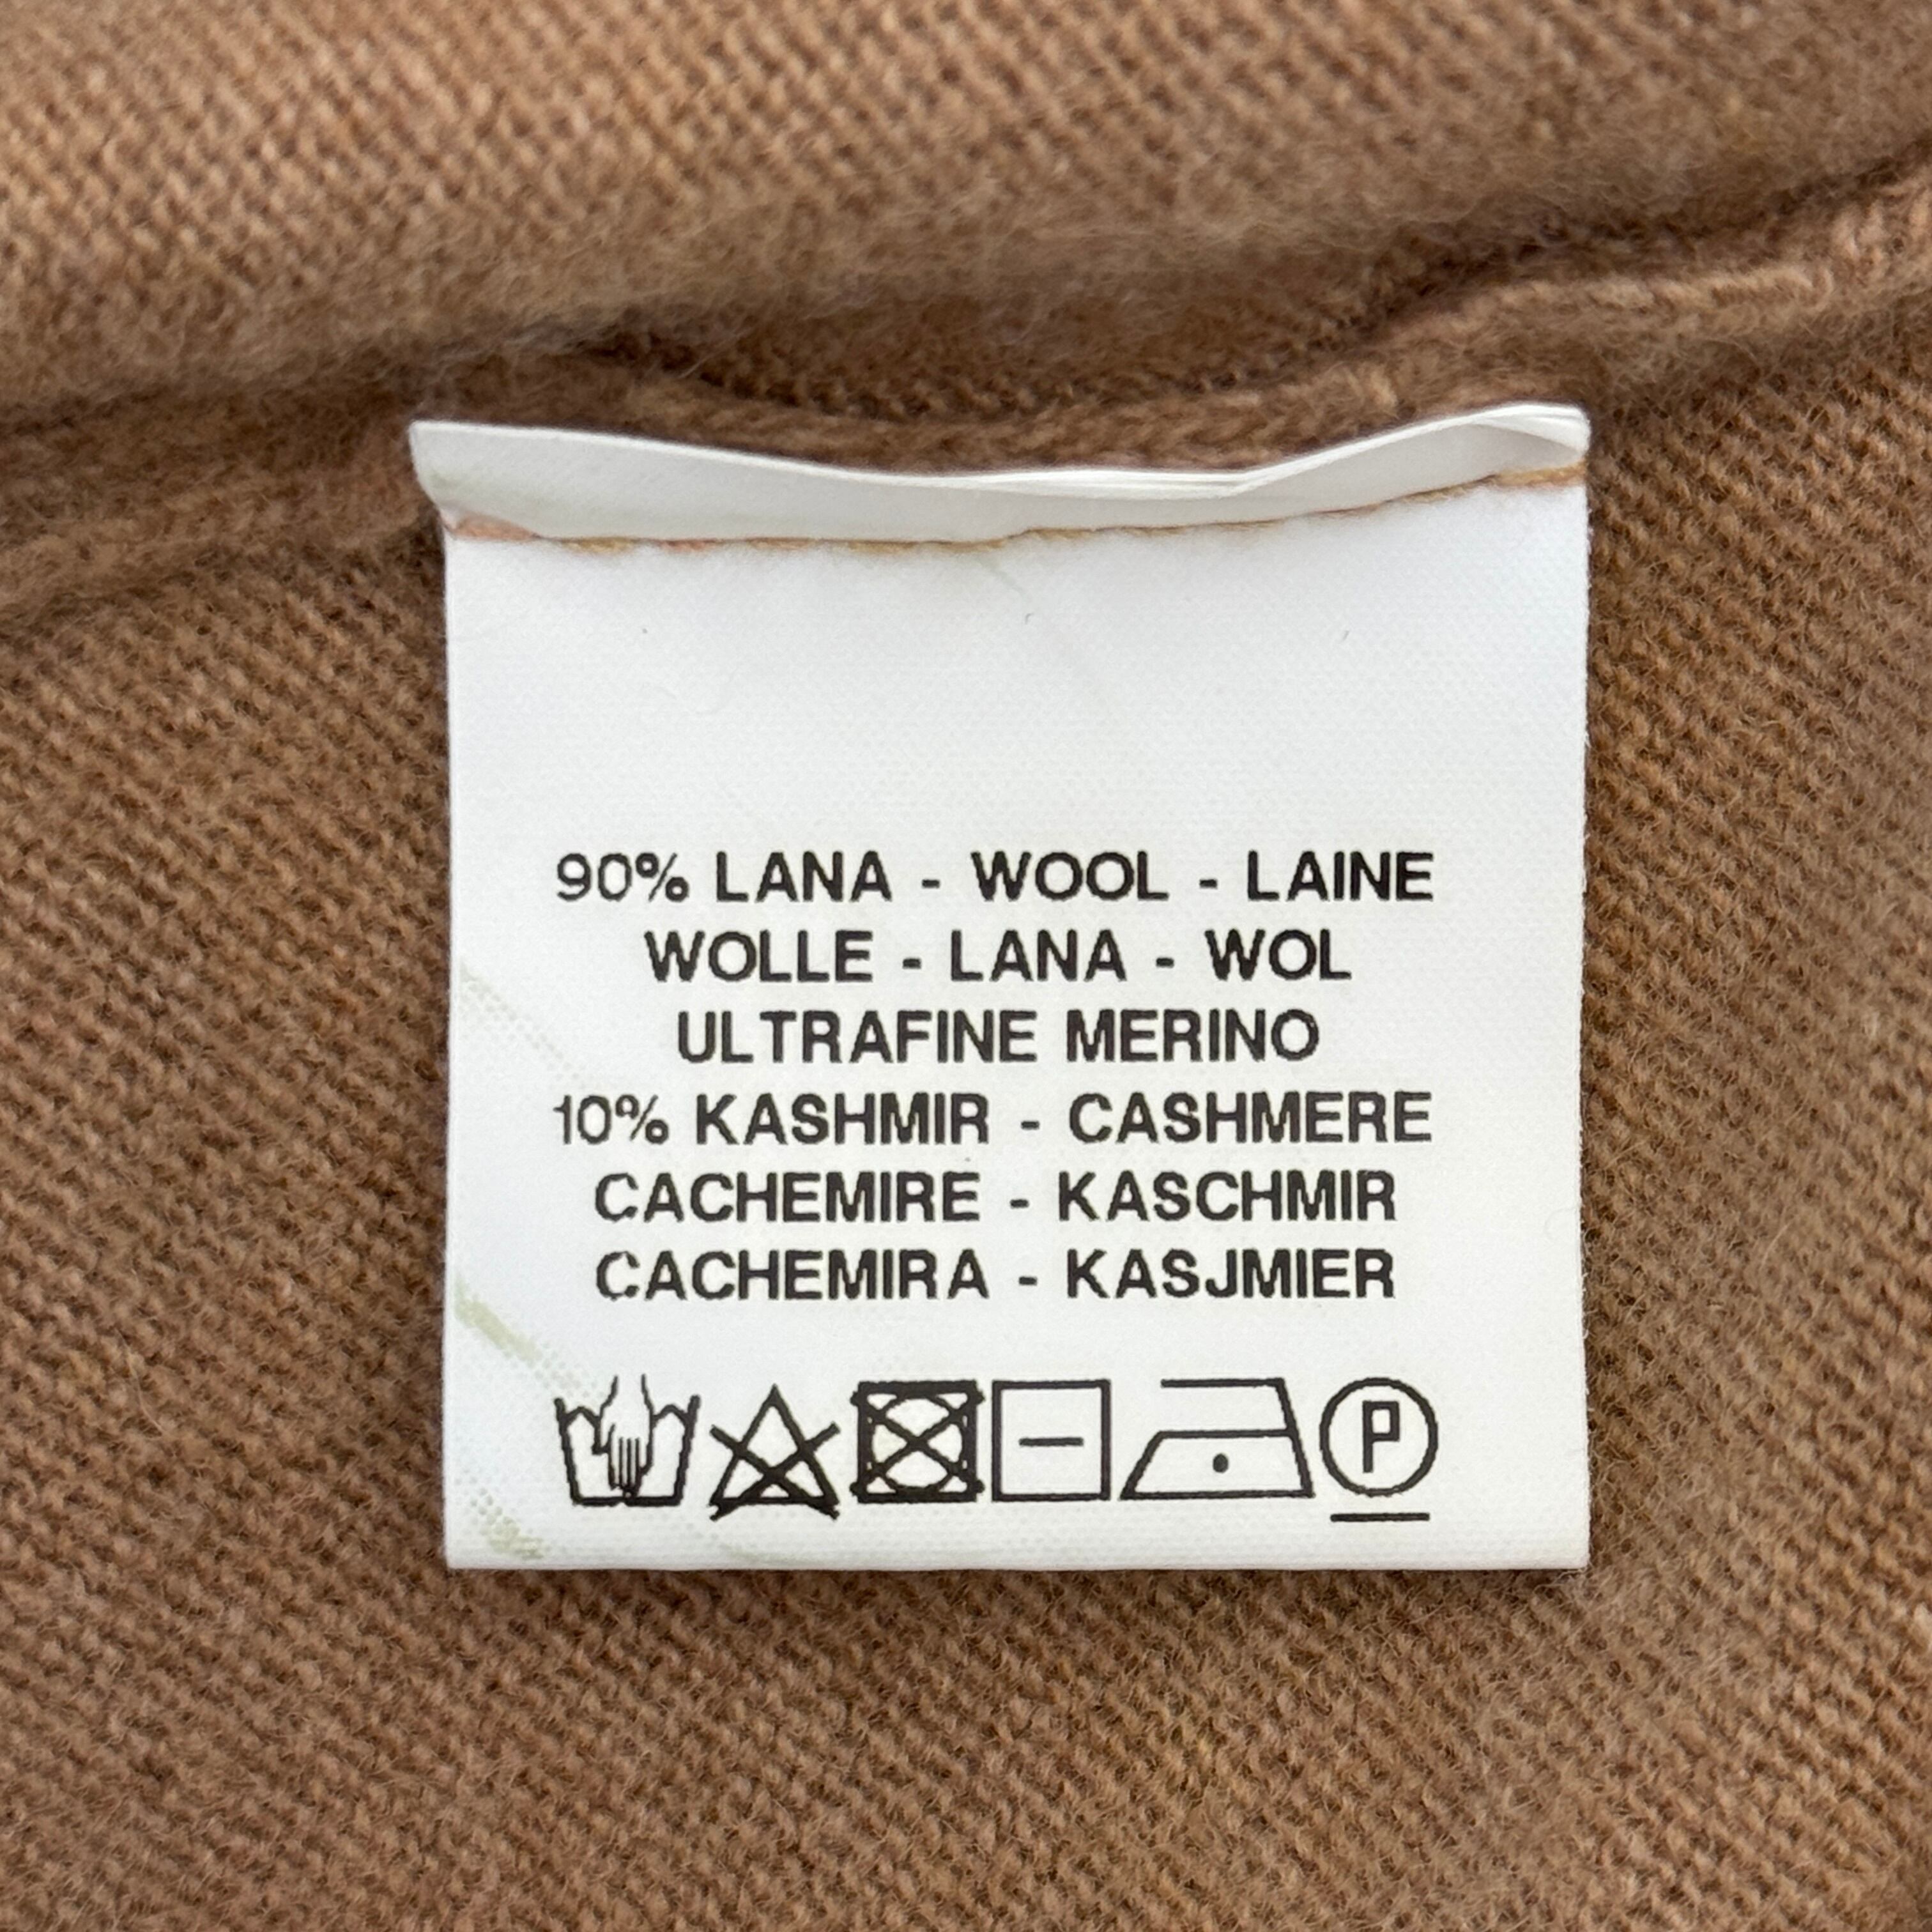 90% LANA - WOOL - LAINE
WOLLE - LANA - WOL
ULTRAFINE MERINO
10% KASHMIR - CASHMERE
CACHEMIRE - KASCHMIR
CACHEMIRA - KASJMIER
P